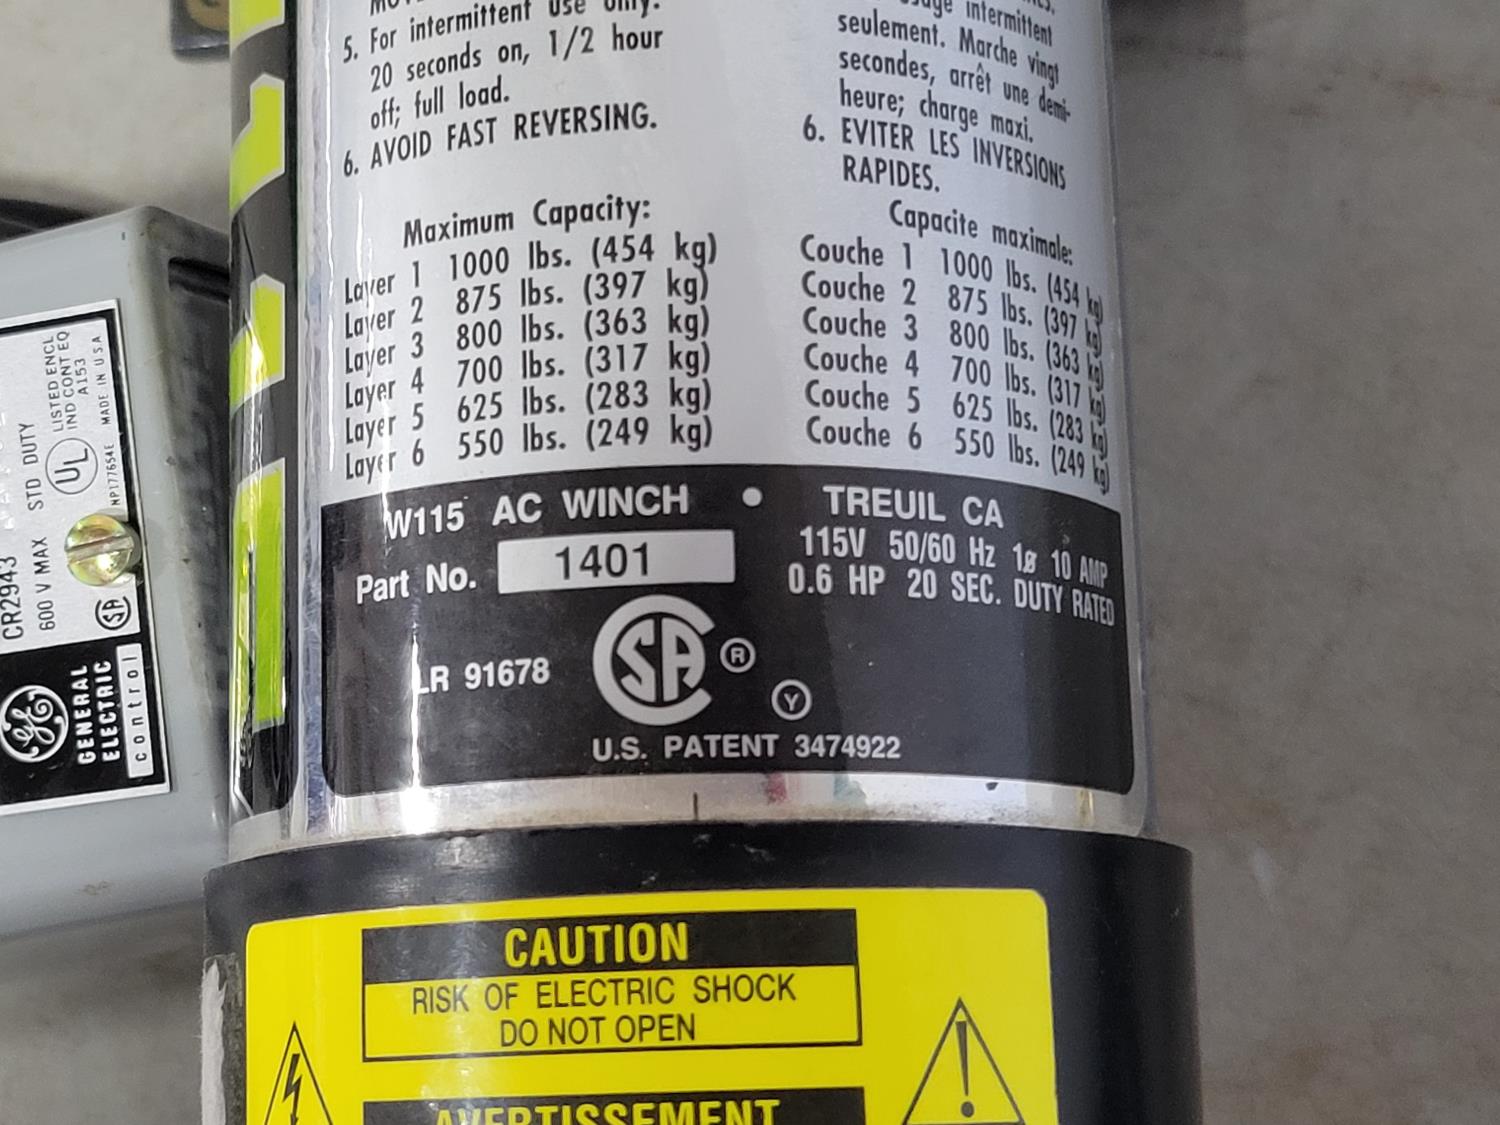 5. For intermittent use only.
20 seconds on, 1/2 hour
off; full load.
6. AVOID FAST REVERSING.
Maximum Capacity:
Layer 1 1000 lbs. (454 kg)
Layer 2 875 lbs. (397 kg)
Layer 3 800 lbs. (363 kg)
Layer 4 700 lbs. (317 kg)
Layer 5 625 lbs. (283 kg)
Layer 6 550 lbs. (249 kg)
intermittent
seulement. Marche vingt
secondes, arrêt une demi-
heure; charge maxi.
6. EVITER LES INVERSIONS
RAPIDES.
Capacite maximale:
Couche 1 1000 lbs. (454 kg)
Couche 2 875 lbs. (397 kg)
Couche 3 800 lbs. (363 kg)
Couche 4 700 lbs. (317 kg)
Couche 5 625 lbs. (283 kg)
Couche 6 550 lbs. (249 kg)
W115 AC WINCH • TREUIL CA
Part No. 1401
115V 50/60 Hz 1ø 10 AMP
0.6 HP 20 SEC. DUTY RATED
LR 91678
SA ®
Y
U.S. PATENT 3474922
CAUTION
RISK OF ELECTRIC SHOCK
DO NOT OPEN
AVERTISSEMENT
CR2943
600 V MAX STD DUTY
UL LISTED ENCL
IND CONT EQ
A153
NP177654E MADE IN USA
SA
GE
GENERAL
ELECTRIC
control